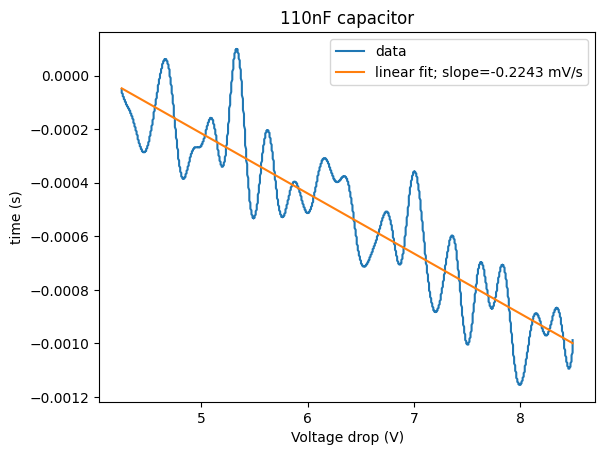 110nF capacitor
data
linear fit; slope=-0.2243 mV/s
0.0000
−0.0002
−0.0004
−0.0006
−0.0008
−0.0010
−0.0012
time (s)
5 6 7 8
Voltage drop (V)